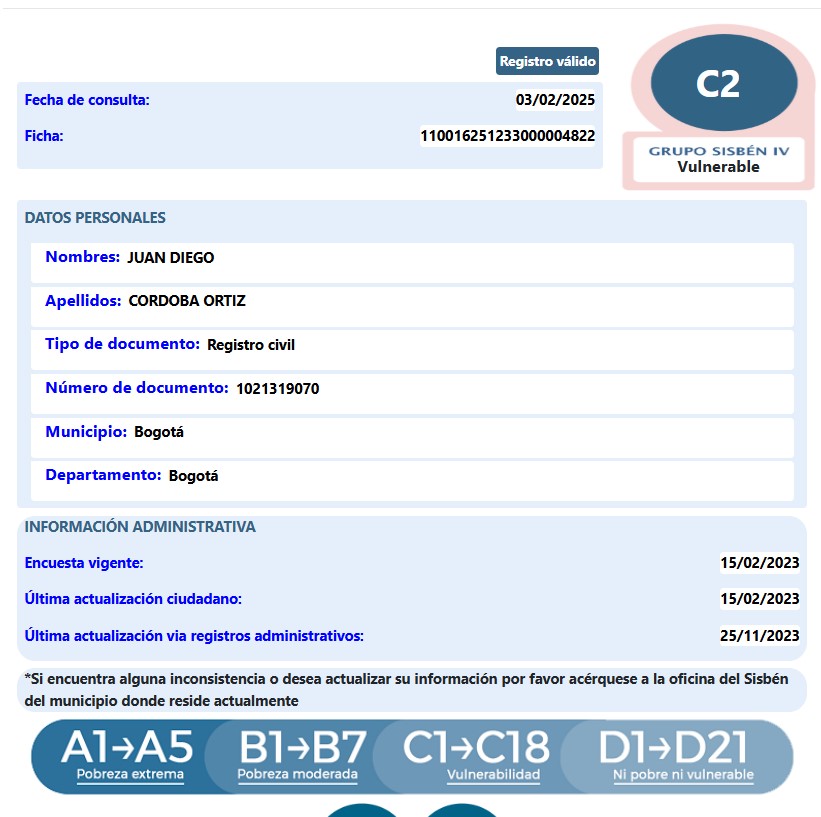 Registro válido
C2
Fecha de consulta: 03/02/2025
Ficha: 11001625123300004822
GRUPO SISBÉN IV
Vulnerable
DATOS PERSONALES
Nombres: JUAN DIEGO
Apellidos: CORDOBA ORTIZ
Tipo de documento: Registro civil
Número de documento: 1021319070
Municipio: Bogotá
Departamento: Bogotá
INFORMACIÓN ADMINISTRATIVA
Encuesta vigente: 15/02/2023
Última actualización ciudadano: 15/02/2023
Última actualización via registros administrativos: 25/11/2023
*Si encuentra alguna inconsistencia o desea actualizar su información por favor acérquese a la oficina del Sisbén
del municipio donde reside actualmente
A1→A5 B1→B7 C1→C18 D1→D21
Pobreza extrema Pobreza moderada Vulnerabilidad Ni pobre ni vulnerable